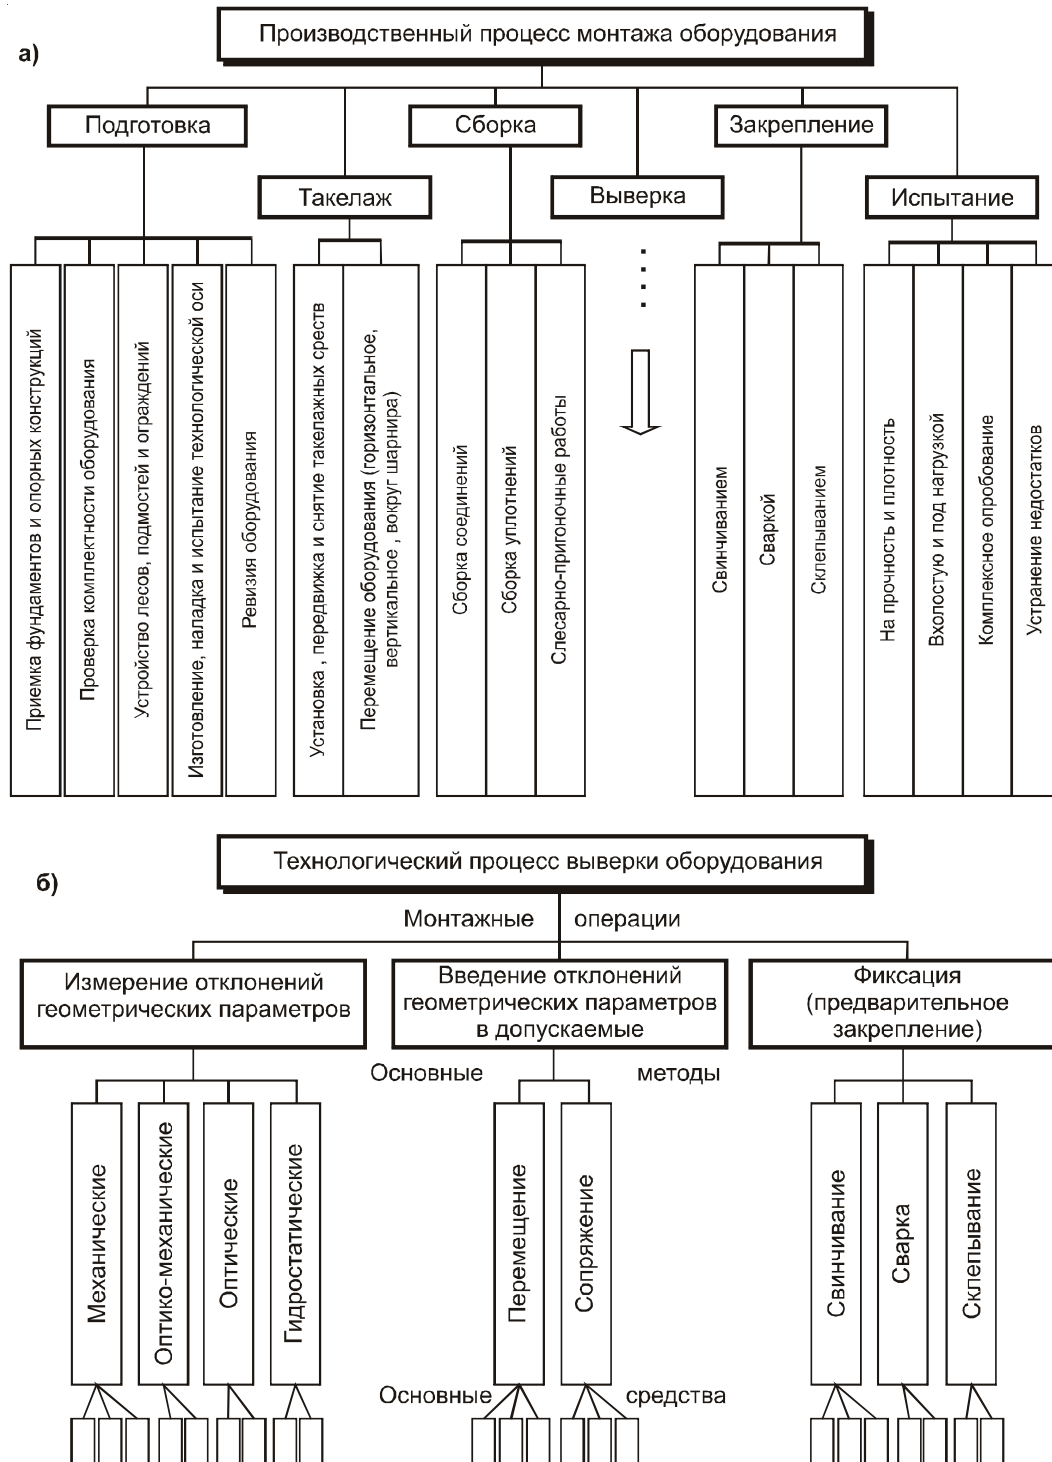 а)
Производственный процесс монтажа оборудования
Подготовка
Сборка
Закрепление
Такелаж
Выверка
Испытание
Приемка фундаментов и опорных конструкций
Проверка комплектности оборудования
Устройство лесов, подмостей и ограждений
Изготовление, наладка и испытание технологической оси
Ревизия оборудования
Установка , передвижка и снятие такелажных среств
Перемещение оборудования (горизонтальное,
вертикальное , вокруг шарнира)
Сборка соединений
Сборка уплотнений
Слесарно-пригоночные работы
Свинчиванием
Сваркой
Склепыванием
На прочность и плотность
Вхолостую и под нагрузкой
Комплексное опробование
Устранение недостатков
б)
Технологический процесс выверки оборудования
Монтажные операции
Измерение отклонений
геометрических параметров
Введение отклонений
геометрических параметров
в допускаемые
Фиксация
(предварительное
закрепление)
Основные методы
Механические
Оптико-механические
Оптические
Гидростатические
Перемещение
Сопряжение
Свинчивание
Сварка
Склепывание
Основные средства